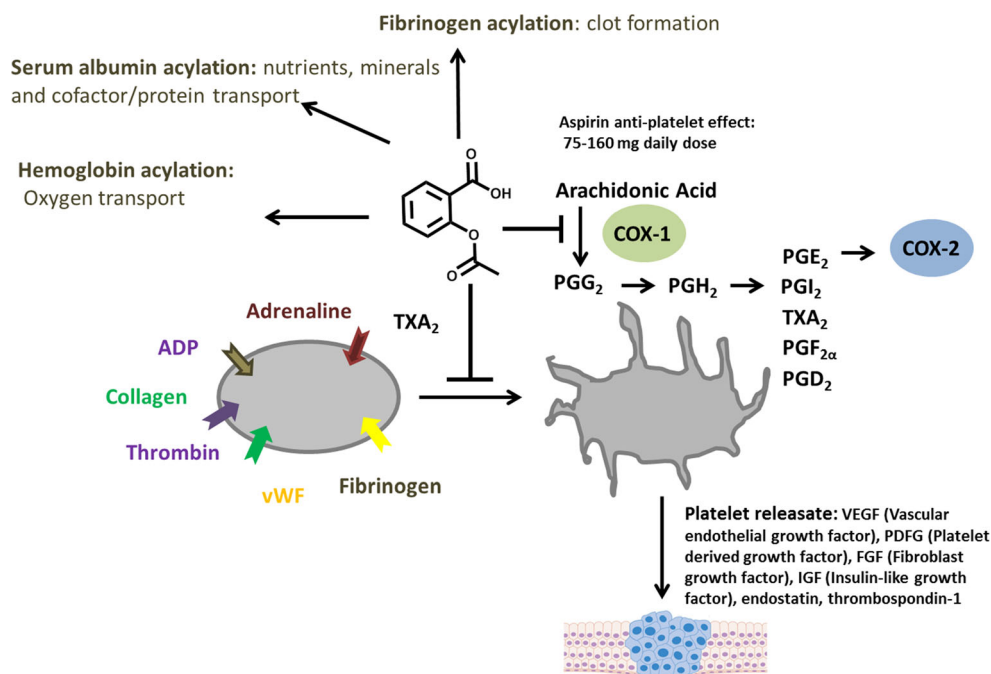 Fibrinogen acylation: clot formation
Serum albumin acylation: nutrients, minerals
and cofactor/protein transport
Aspirin anti-platelet effect:
75-160 mg daily dose
Hemoglobin acylation:
Oxygen transport
O
OH
O
O
Arachidonic Acid
COX-1
COX-2
PGG2
PGH2
PGE2
PGI2
TXA2
PGF2α
PGD2
TXA2
Adrenaline
ADP
Collagen
Thrombin
vWF
Fibrinogen
Platelet releasate: VEGF (Vascular
endothelial growth factor), PDFG (Platelet
derived growth factor), FGF (Fibroblast
growth factor), IGF (Insulin-like growth
factor), endostatin, thrombospondin-1